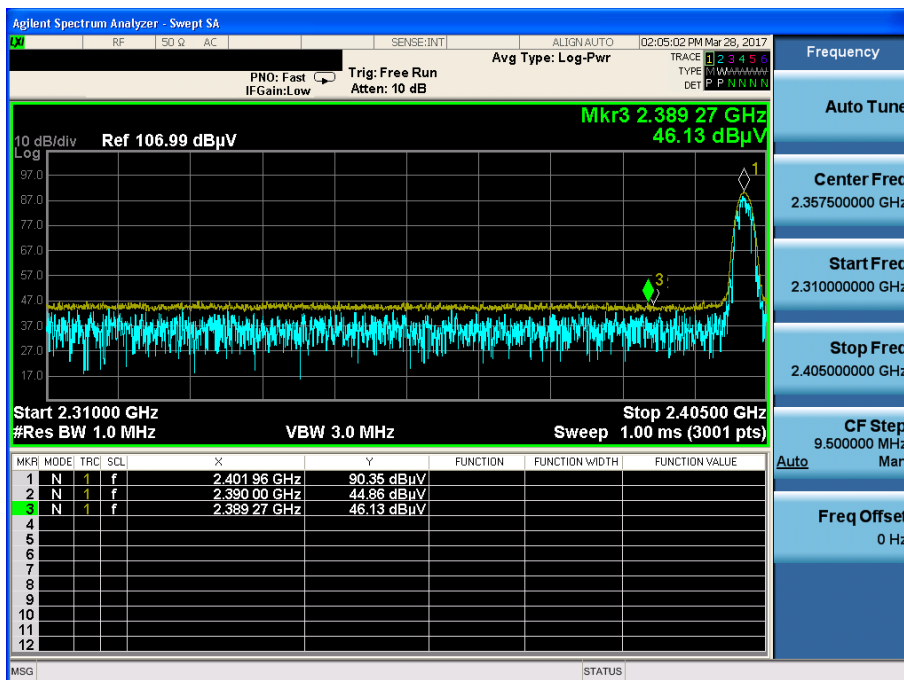 Agilent Spectrum Analyzer - Swept SA
LXI RF 50 Ω AC SENSE:INT ALIGN AUTO 02:05:02 PM Mar 28, 2017
Frequency
Avg Type: Log-Pwr
TRACE 1 2 3 4 5 6
PNO: Fast Trig: Free Run
TYPE M W
IFGain:Low Atten: 10 dB
DET P P N N N N
Auto Tune
Mkr3 2.389 27 GHz
46.13 dBµV
10 dB/div Ref 106.99 dBµV
Log
97.0
87.0
77.0
67.0
57.0
47.0
37.0
27.0
17.0
1
3
Center Freq
2.357500000 GHz
Start Freq
2.310000000 GHz
Stop Freq
2.405000000 GHz
Start 2.31000 GHz Stop 2.40500 GHz
#Res BW 1.0 MHz VBW 3.0 MHz Sweep 1.00 ms (3001 pts)
CF Step
9.500000 MHz
Auto Man
MKR MODE TRC SCL X Y FUNCTION FUNCTION WIDTH FUNCTION VALUE
1 N 1 f 2.401 96 GHz 90.35 dBµV
2 N 1 f 2.390 00 GHz 44.86 dBµV
3 N 1 f 2.389 27 GHz 46.13 dBµV
4
5
6
7
8
9
10
11
12
Freq Offset
0 Hz
MSG STATUS